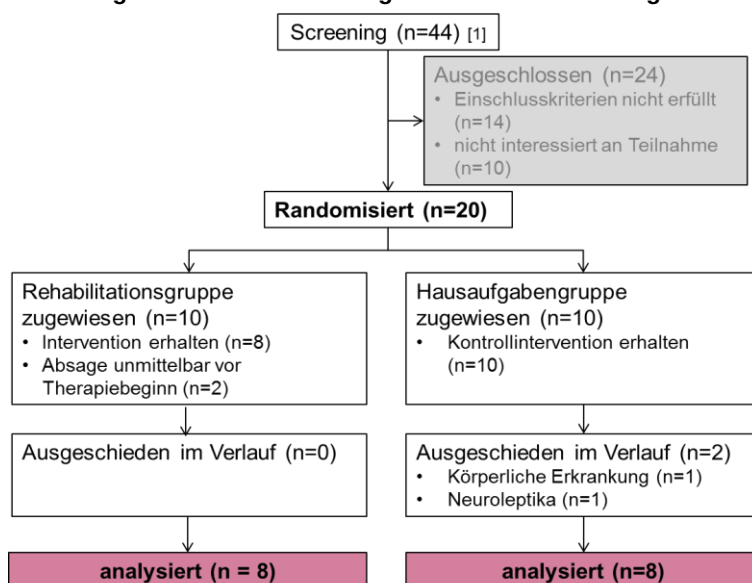 Screening (n=44) [1]
Ausgeschlossen (n=24)
• Einschlusskriterien nicht erfüllt
(n=14)
• nicht interessiert an Teilnahme
(n=10)
Randomisiert (n=20)
Rehabilitationsgruppe
zugewiesen (n=10)
• Intervention erhalten (n=8)
• Absage unmittelbar vor
Therapiebeginn (n=2)
Hausaufgabengruppe
zugewiesen (n=10)
• Kontrollintervention erhalten
(n=10)
Ausgeschieden im Verlauf (n=0)
Ausgeschieden im Verlauf (n=2)
• Körperliche Erkrankung (n=1)
• Neuroleptika (n=1)
analysiert (n = 8)
analysiert (n=8)